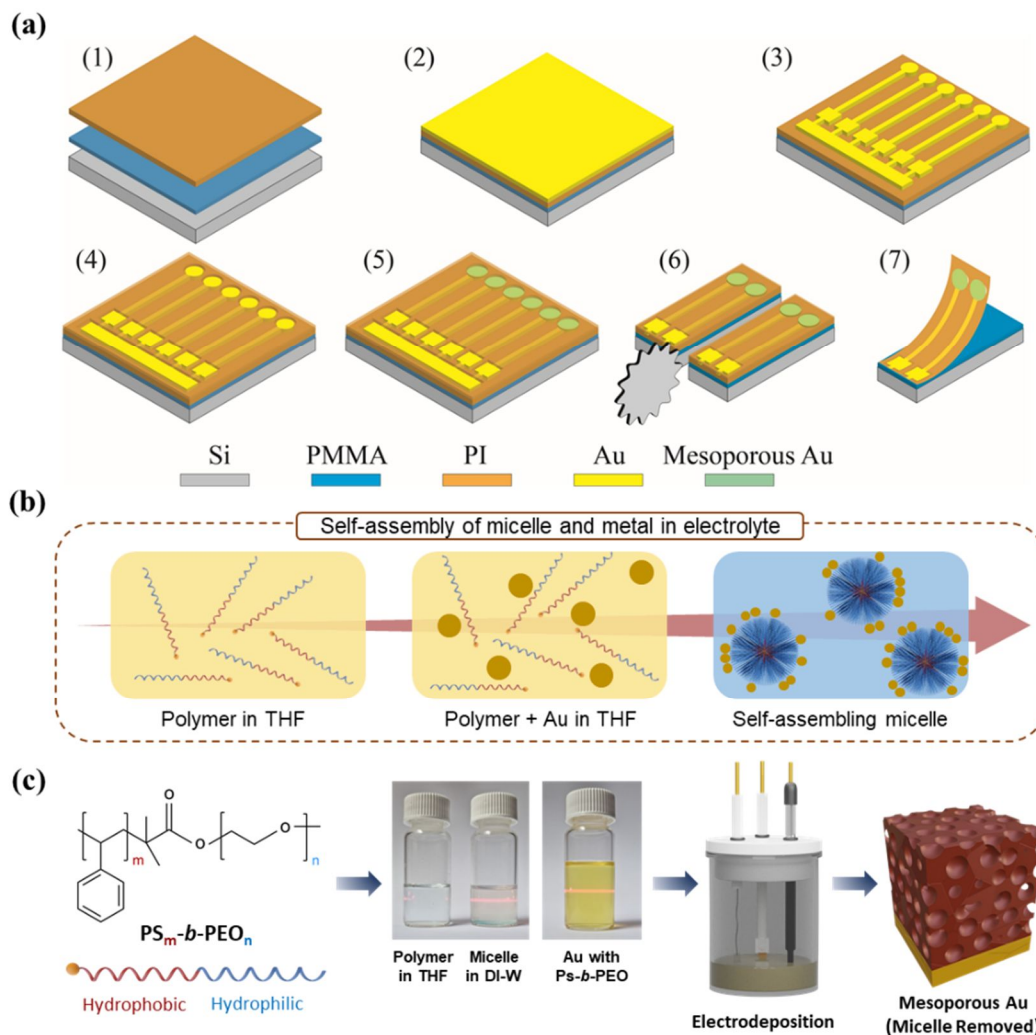 (a)
(1)
(2)
(3)
(4)
(5)
(6)
(7)
Si
PMMA
PI
Au
Mesoporous Au
(b)
Self-assembly of micelle and metal in electrolyte
Polymer in THF
Polymer + Au in THF
Self-assembling micelle
(c)
O
O
O
m
n
PSm-b-PEOn
Hydrophobic
Hydrophilic
Polymer
in THF
Micelle
in DI-W
Au with
Ps-b-PEO
Electrodeposition
Mesoporous Au
(Micelle Removed)